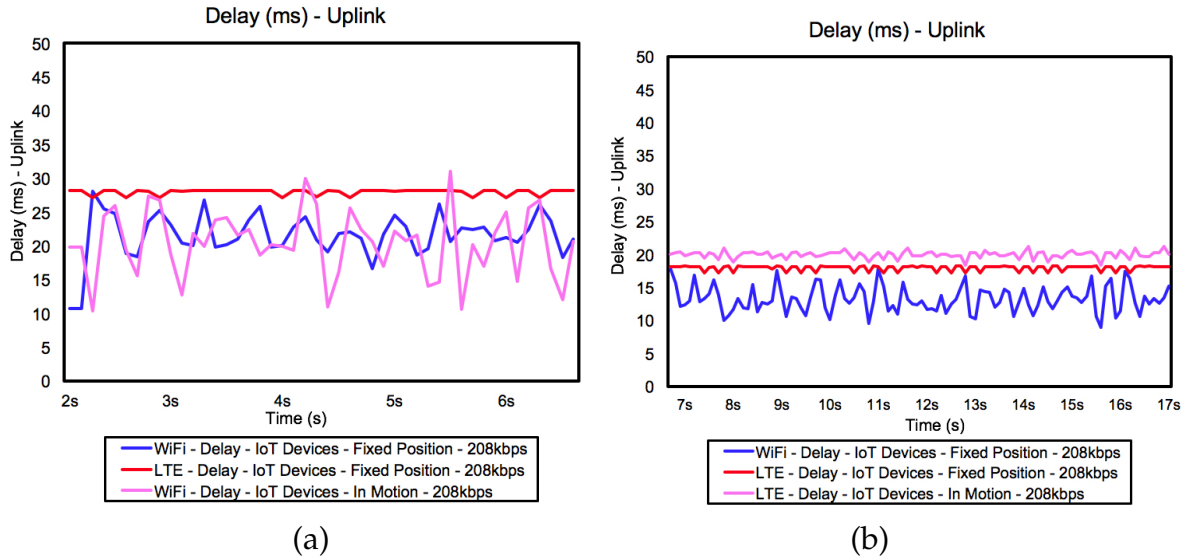 Delay (ms) - Uplink
50
45
40
35
30
25
20
15
10
5
0
Delay (ms) - Uplink
2s 3s 4s 5s 6s
Time (s)
WiFi - Delay - IoT Devices - Fixed Position - 208kbps
LTE - Delay - IoT Devices - Fixed Position - 208kbps
WiFi - Delay - IoT Devices - In Motion - 208kbps
(a)
Delay (ms) - Uplink
50
45
40
35
30
25
20
15
10
5
0
Delay (ms) - Uplink
7s 8s 9s 10s 11s 12s 13s 14s 15s 16s 17s
Time (s)
WiFi - Delay - IoT Devices - Fixed Position - 208kbps
LTE - Delay - IoT Devices - Fixed Position - 208kbps
LTE - Delay - IoT Devices - In Motion - 208kbps
(b)